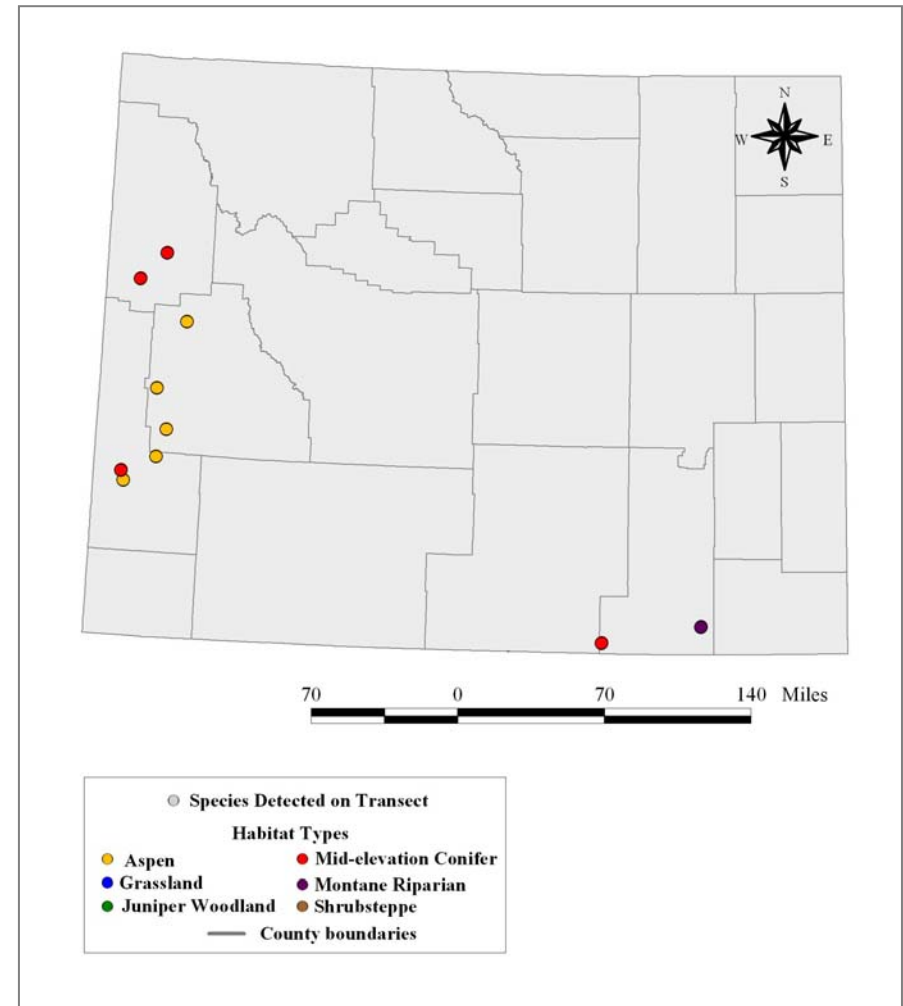 N
W E
S
70 0 70 140 Miles
Species Detected on Transect
Habitat Types
Aspen Mid-elevation Conifer
Grassland Montane Riparian
Juniper Woodland Shrubsteppe
County boundaries